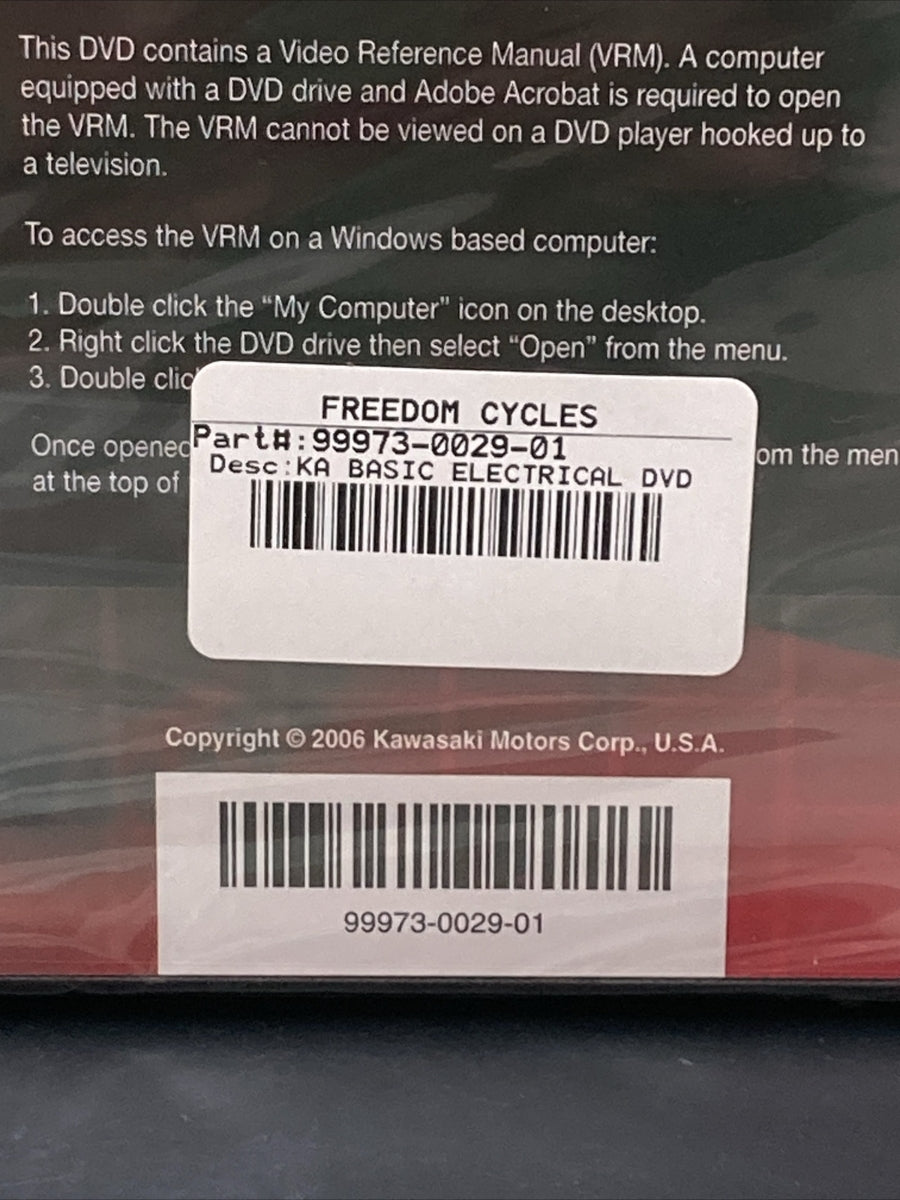 This DVD contains a Video Reference Manual (VRM). A computer
equipped with a DVD drive and Adobe Acrobat is required to open
the VRM. The VRM cannot be viewed on a DVD player hooked up to
a television.
To access the VRM on a Windows based computer:
1. Double click the “My Computer” icon on the desktop.
2. Right click the DVD drive then select “Open” from the menu.
3. Double
Once opened
the
at the top of
FREEDOM CYCLES
Part#:99973-0029-01
Desc:KA BASIC ELECTRICAL DVD
Copyright © 2006 Kawasaki Motors Corp., U.S.A.
99973-0029-01